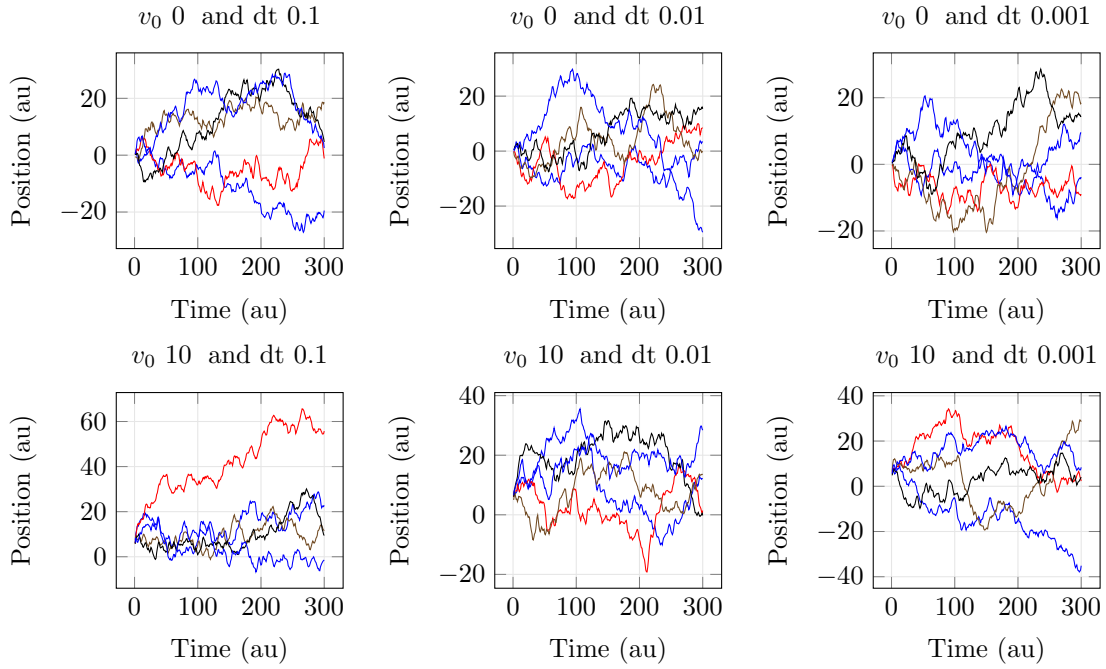 v₀ 0 and dt 0.1
20
0
−20
0 100 200 300
Time (au)
Position (au)
v₀ 0 and dt 0.01
20
0
−20
0 100 200 300
Time (au)
Position (au)
v₀ 0 and dt 0.001
20
0
−20
0 100 200 300
Time (au)
Position (au)
v₀ 10 and dt 0.1
60
40
20
0
0 100 200 300
Time (au)
Position (au)
v₀ 10 and dt 0.01
40
20
0
−20
0 100 200 300
Time (au)
Position (au)
v₀ 10 and dt 0.001
40
20
0
−20
−40
0 100 200 300
Time (au)
Position (au)